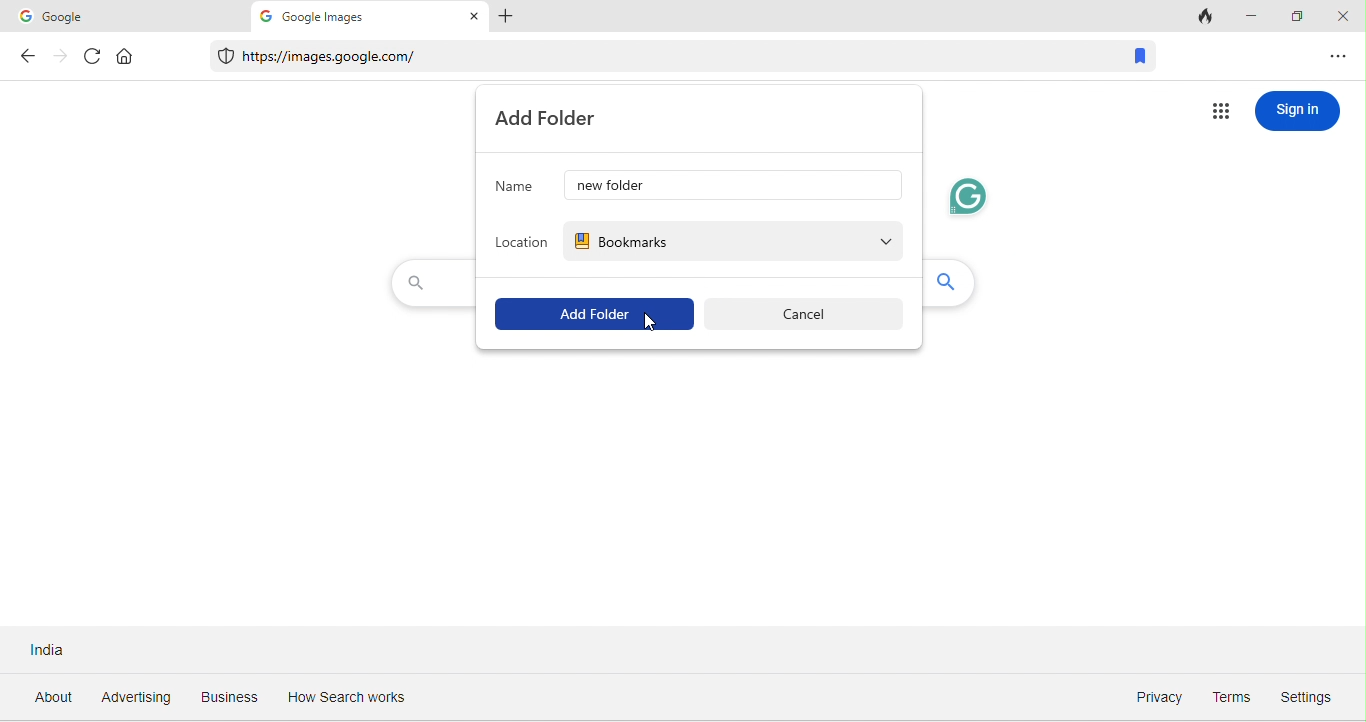 Google
Google Images
https://images.google.com/
Add Folder
Sign in
Name
new folder
Location
Bookmarks
Add Folder
Cancel
India
About
Advertising
Business
How Search works
Privacy
Terms
Settings